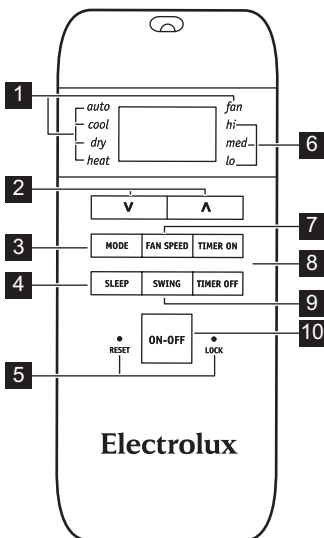 1
auto
fan
cool
hi
dry
med
6
heat
lo
2
V
Λ
7
3
MODE
FAN SPEED
TIMER ON
8
4
SLEEP
SWING
TIMER OFF
9
10
ON-OFF
RESET
LOCK
5
Electrolux